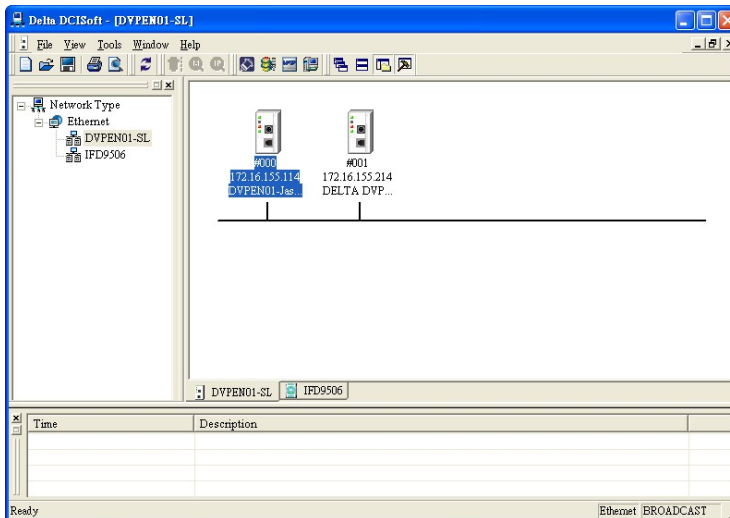 Delta DCISoft - [DVPEN01-SL]
File View Tools Window Help
Network Type
Ethernet
DVPEN01-SL
IFD9506
#000
172.16.155.114
DVPEN01-Jas...
#001
172.16.155.214
DELTA DVP...
DVPEN01-SL IFD9506
Time Description
Ready Ethernet BROADCAST